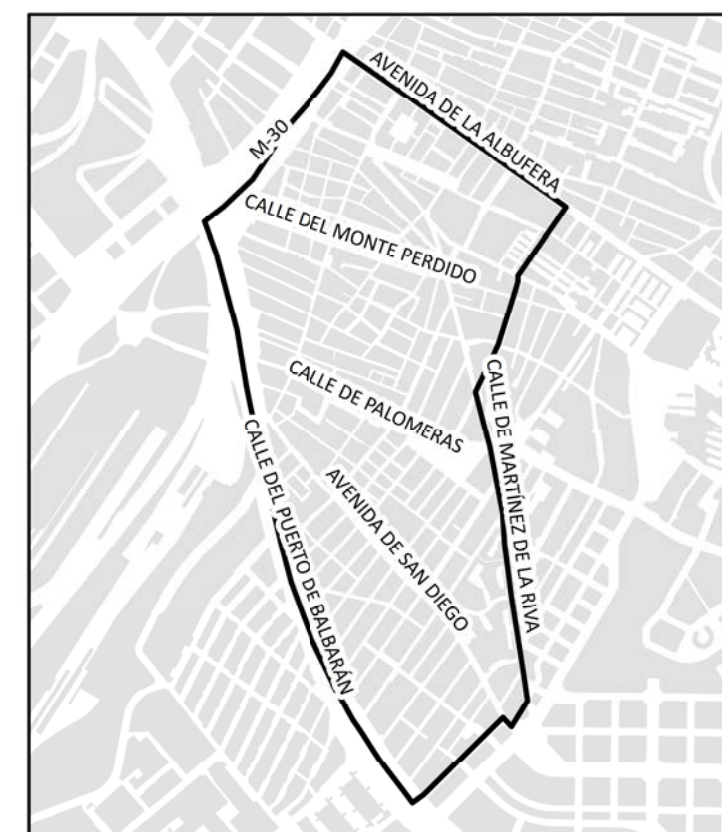 AVENIDA DE LA ALBUFERA
M-30
CALLE DEL MONTE PERDIDO
CALLE DE PALOMERAS
CALLE DE MARTÍNEZ DE LA RIVA
CALLE DEL PUERTO DE BALBARÁN
AVENIDA DE SAN DIEGO